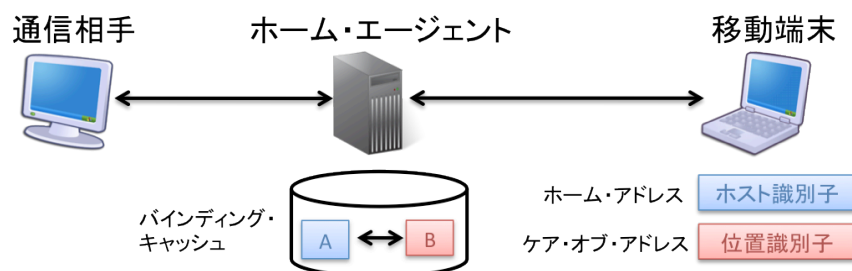 通信相手
ホーム・エージェント
移動端末
バインディング・
キャッシュ
A
B
ホーム・アドレス
ホスト識別子
ケア・オブ・アドレス
位置識別子